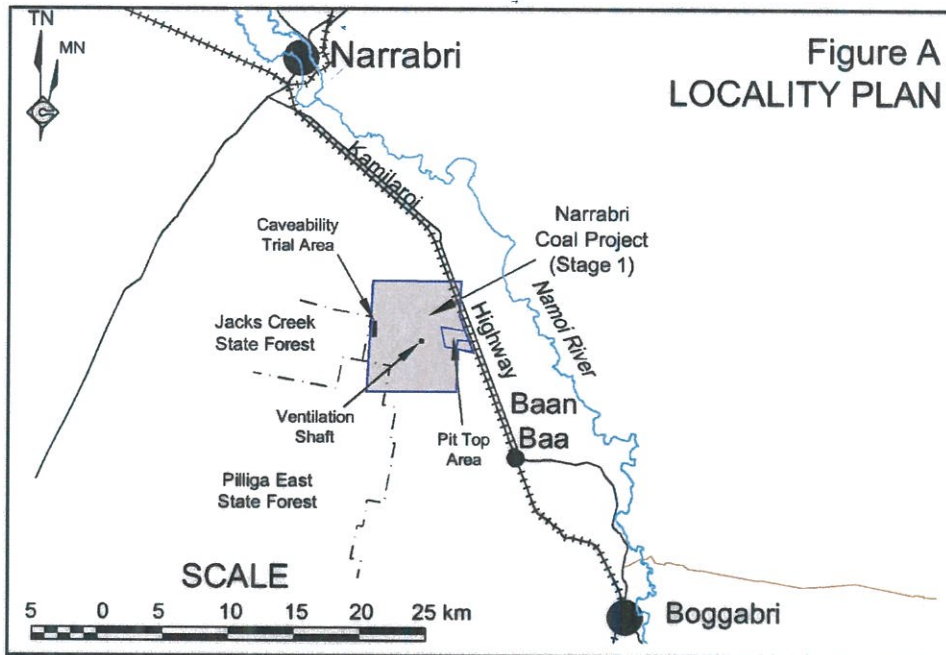 TN
MN
Narrabri
Figure A
LOCALITY PLAN
Kamilaroi
Caveability
Trial Area
Narrabri
Coal Project
(Stage 1)
Jacks Creek
State Forest
Highway
Namoi River
Ventilation
Shaft
Pit Top
Area
Baan
Baa
Pilliga East
State Forest
SCALE
5 0 5 10 15 20 25 km
Boggabri